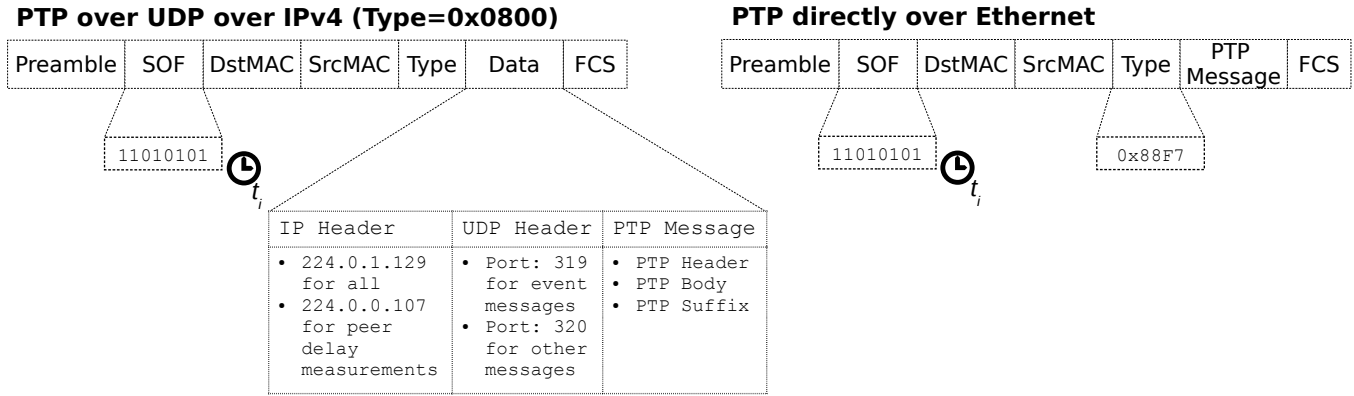 PTP over UDP over IPv4 (Type=0x0800)
Preamble SOF DstMAC SrcMAC Type Data FCS
11010101
ti
IP Header UDP Header PTP Message
• 224.0.1.129
for all
• 224.0.0.107
for peer
delay
measurements
• Port: 319
for event
messages
• Port: 320
for other
messages
• PTP Header
• PTP Body
• PTP Suffix
PTP directly over Ethernet
Preamble SOF DstMAC SrcMAC Type PTP
Message FCS
11010101
ti
0x88F7